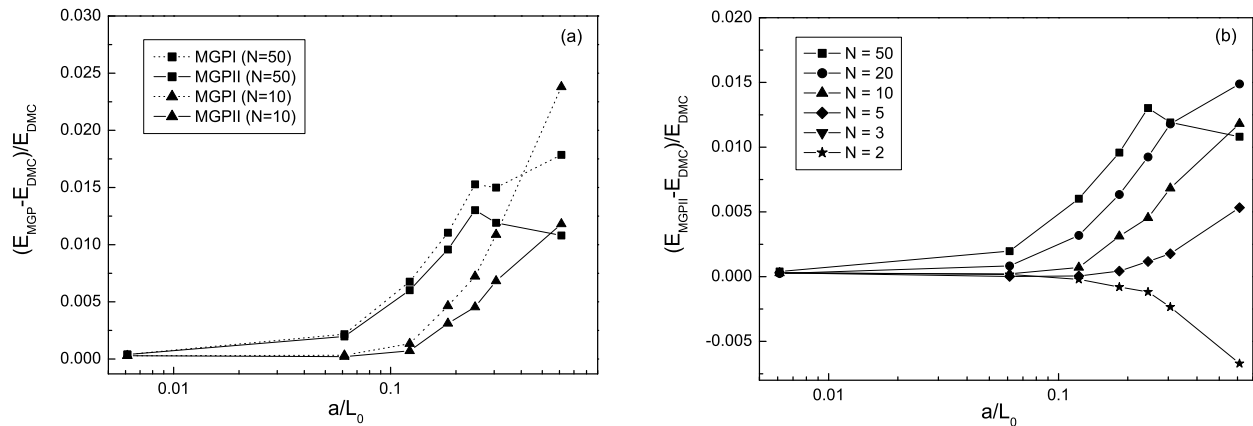 (a)
MGPI (N=50)
MGPII (N=50)
MGPI (N=10)
MGPII (N=10)
0.030
0.025
0.020
0.015
0.010
0.005
0.000
(E_MGP-E_DMC)/E_DMC
0.01
0.1
a/L_0
(b)
N = 50
N = 20
N = 10
N = 5
N = 3
N = 2
0.020
0.015
0.010
0.005
0.000
-0.005
(E_MGPII-E_DMC)/E_DMC
0.01
0.1
a/L_0